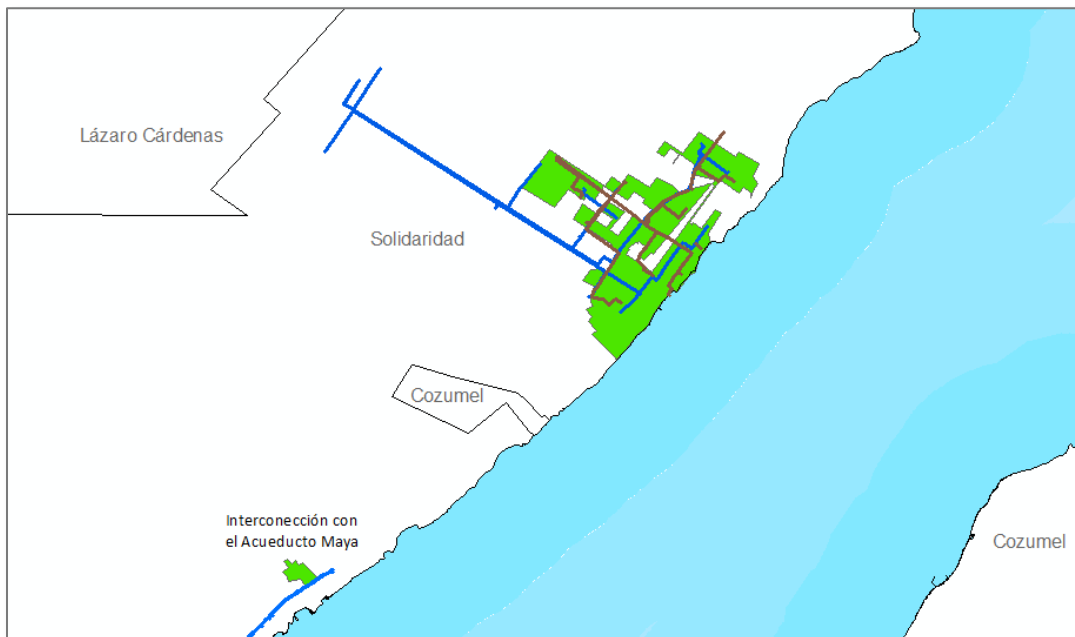 Lázaro Cárdenas
Solidaridad
Cozumel
Interconección con
el Acueducto Maya
Cozumel